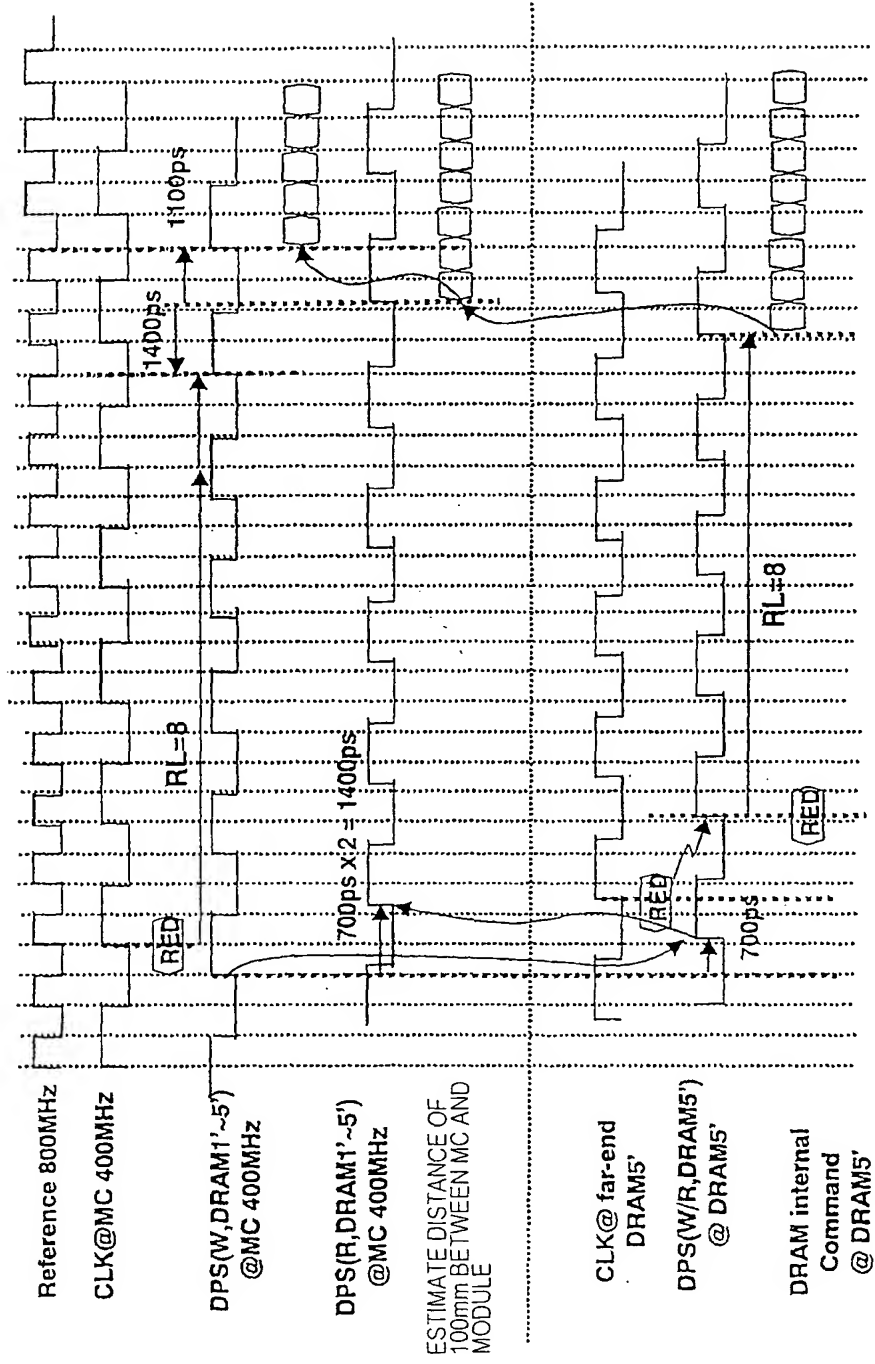 Reference 800MHz
CLK@MC 400MHz
RED
RL=8
1400ps
1100ps
DPS(W,DRAM1'~5')
@MC 400MHz
DPS(R,DRAM1'~5')
@MC 400MHz
700ps x 2 = 1400ps
ESTIMATE DISTANCE OF
100mm BETWEEN MC AND
MODULE
CLK@ far-end
DRAM5'
RED
DPS(W/R,DRAM5')
@ DRAM5'
700ps
RL=8
DRAM internal
Command
@ DRAM5'
RED